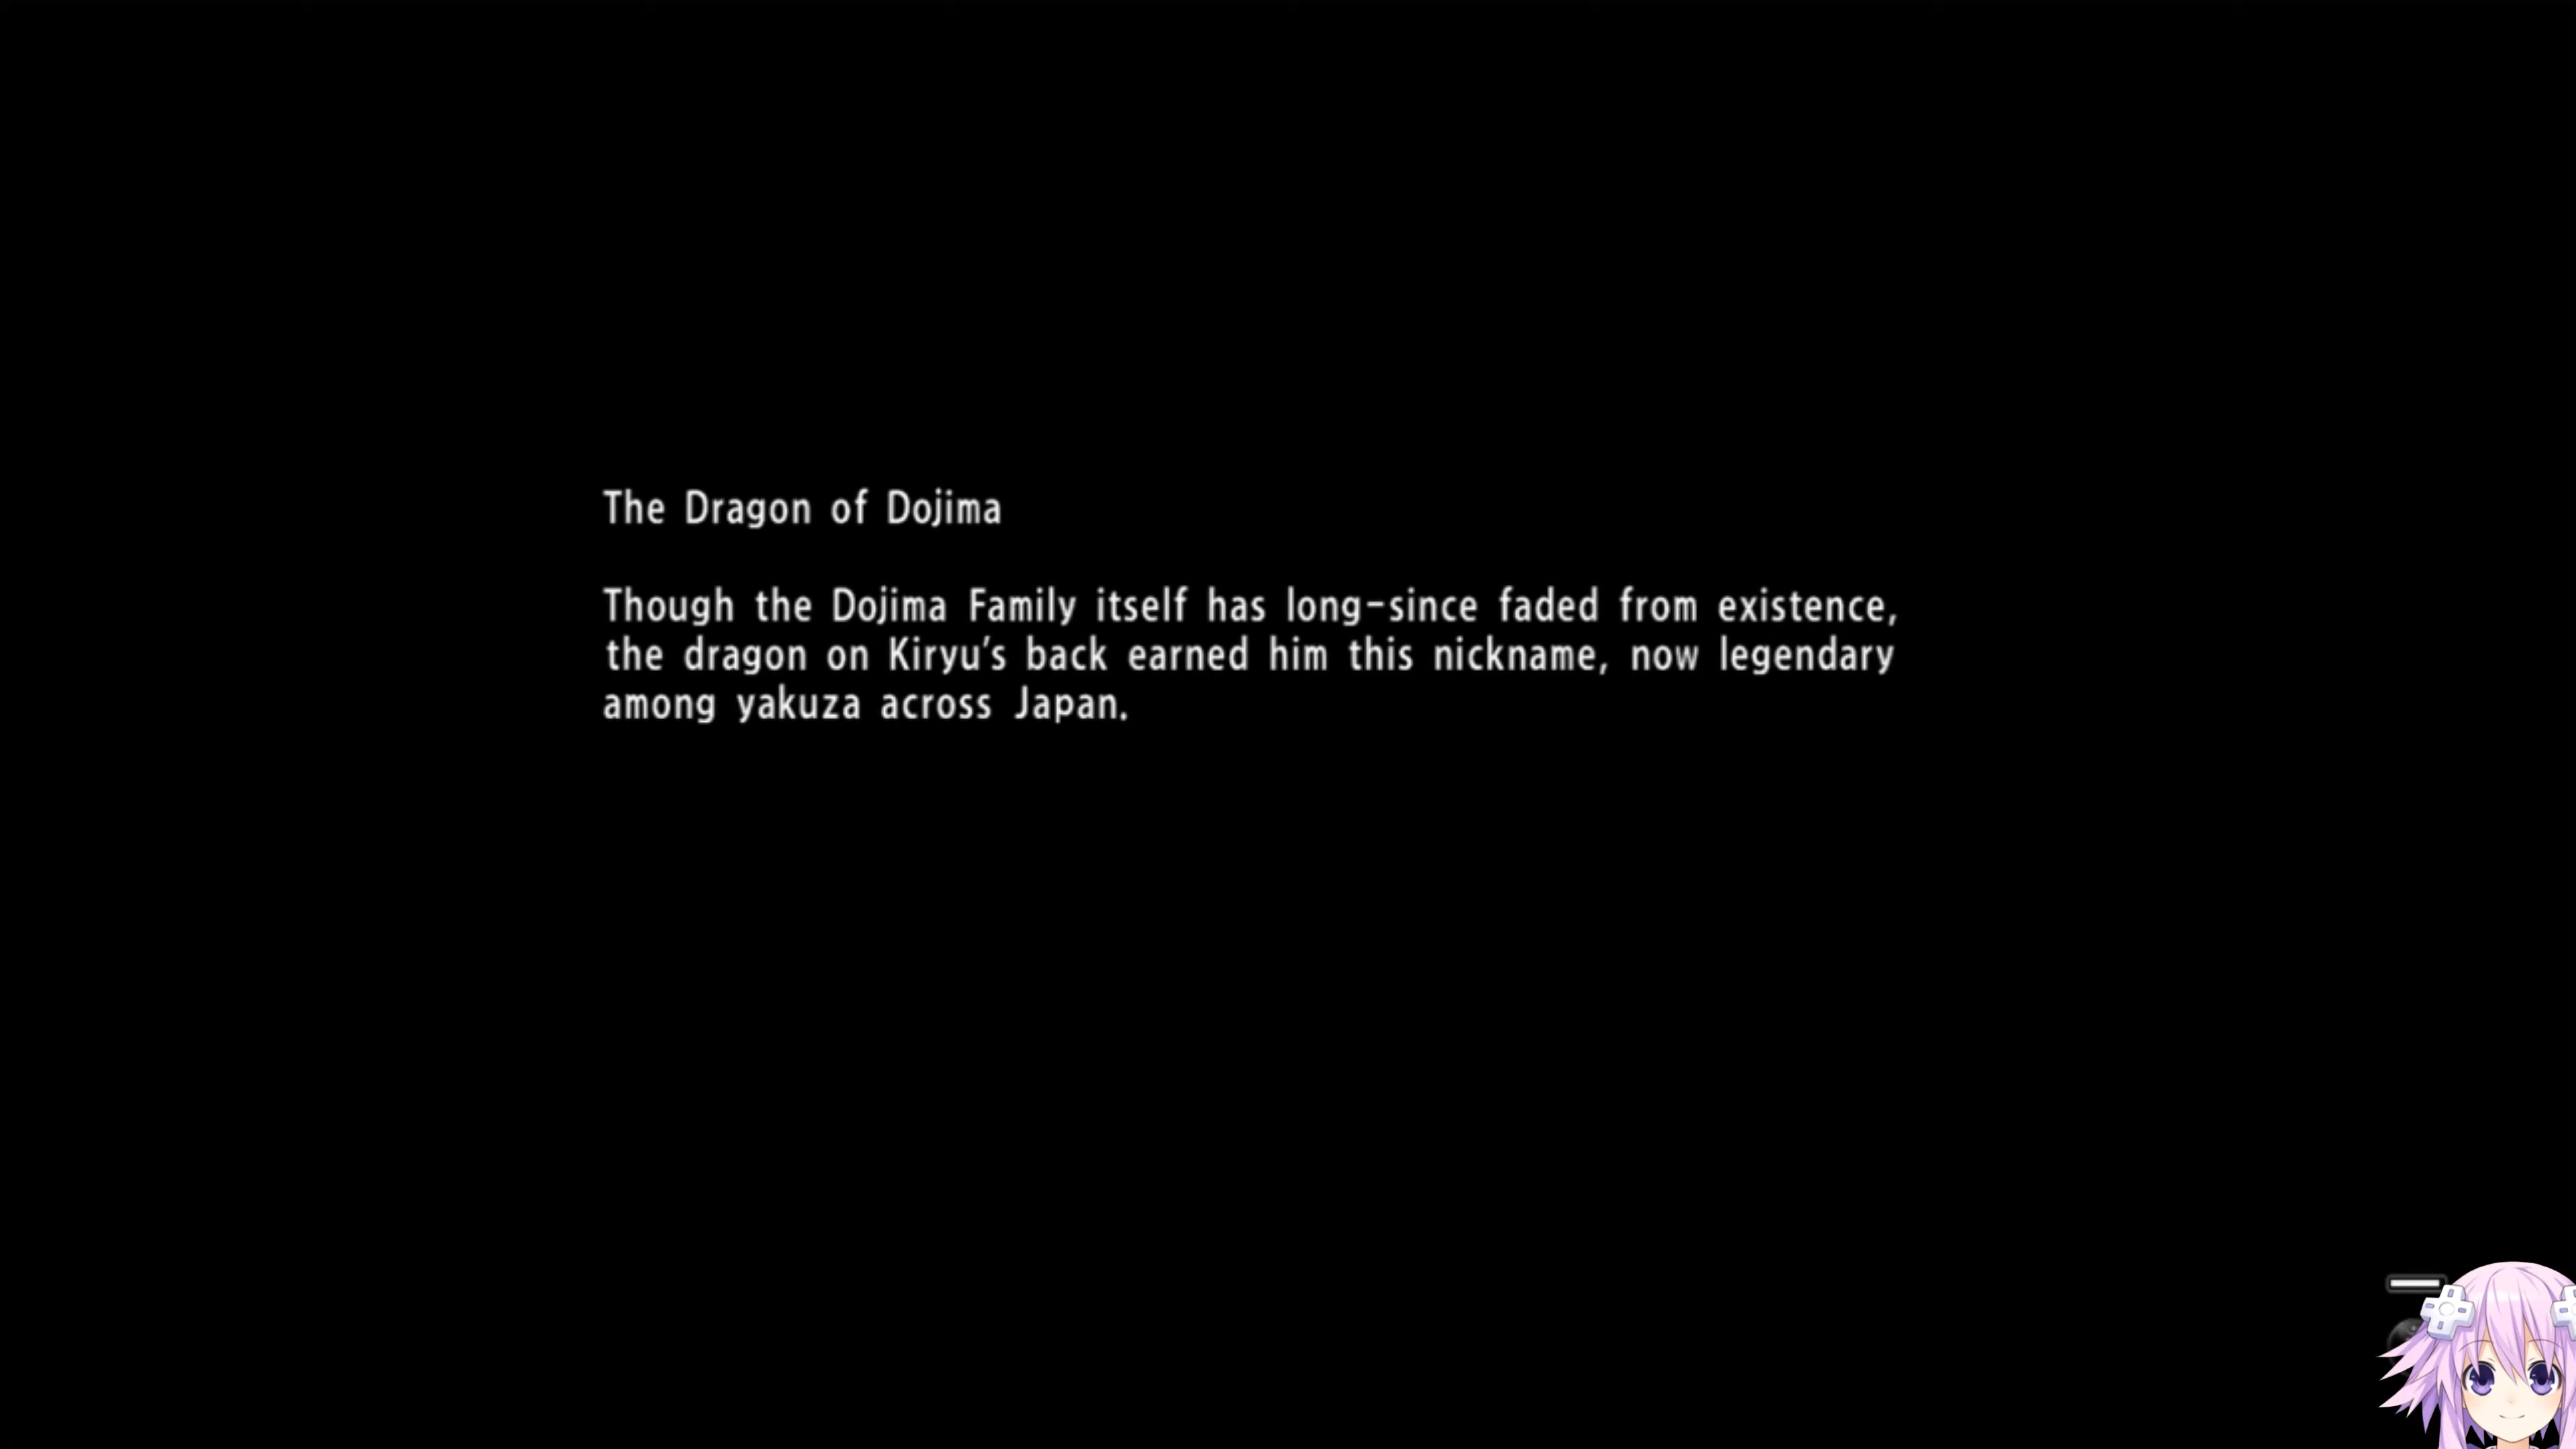 The Dragon of Dojima
Though the Dojima Family itself has long-since faded from existence,
the dragon on Kiryu's back earned him this nickname, now legendary
among yakuza across Japan.